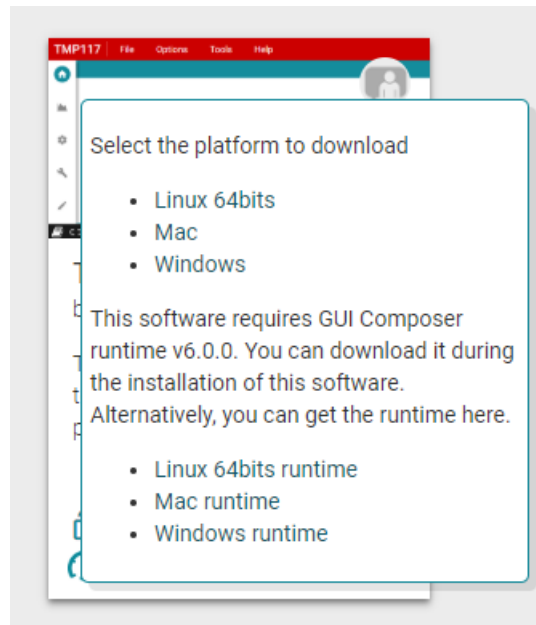 TMP117 File Options Tools Help
Select the platform to download
Linux 64bits
Mac
Windows
This software requires GUI Composer
runtime v6.0.0. You can download it during
the installation of this software.
Alternatively, you can get the runtime here.
Linux 64bits runtime
Mac runtime
Windows runtime